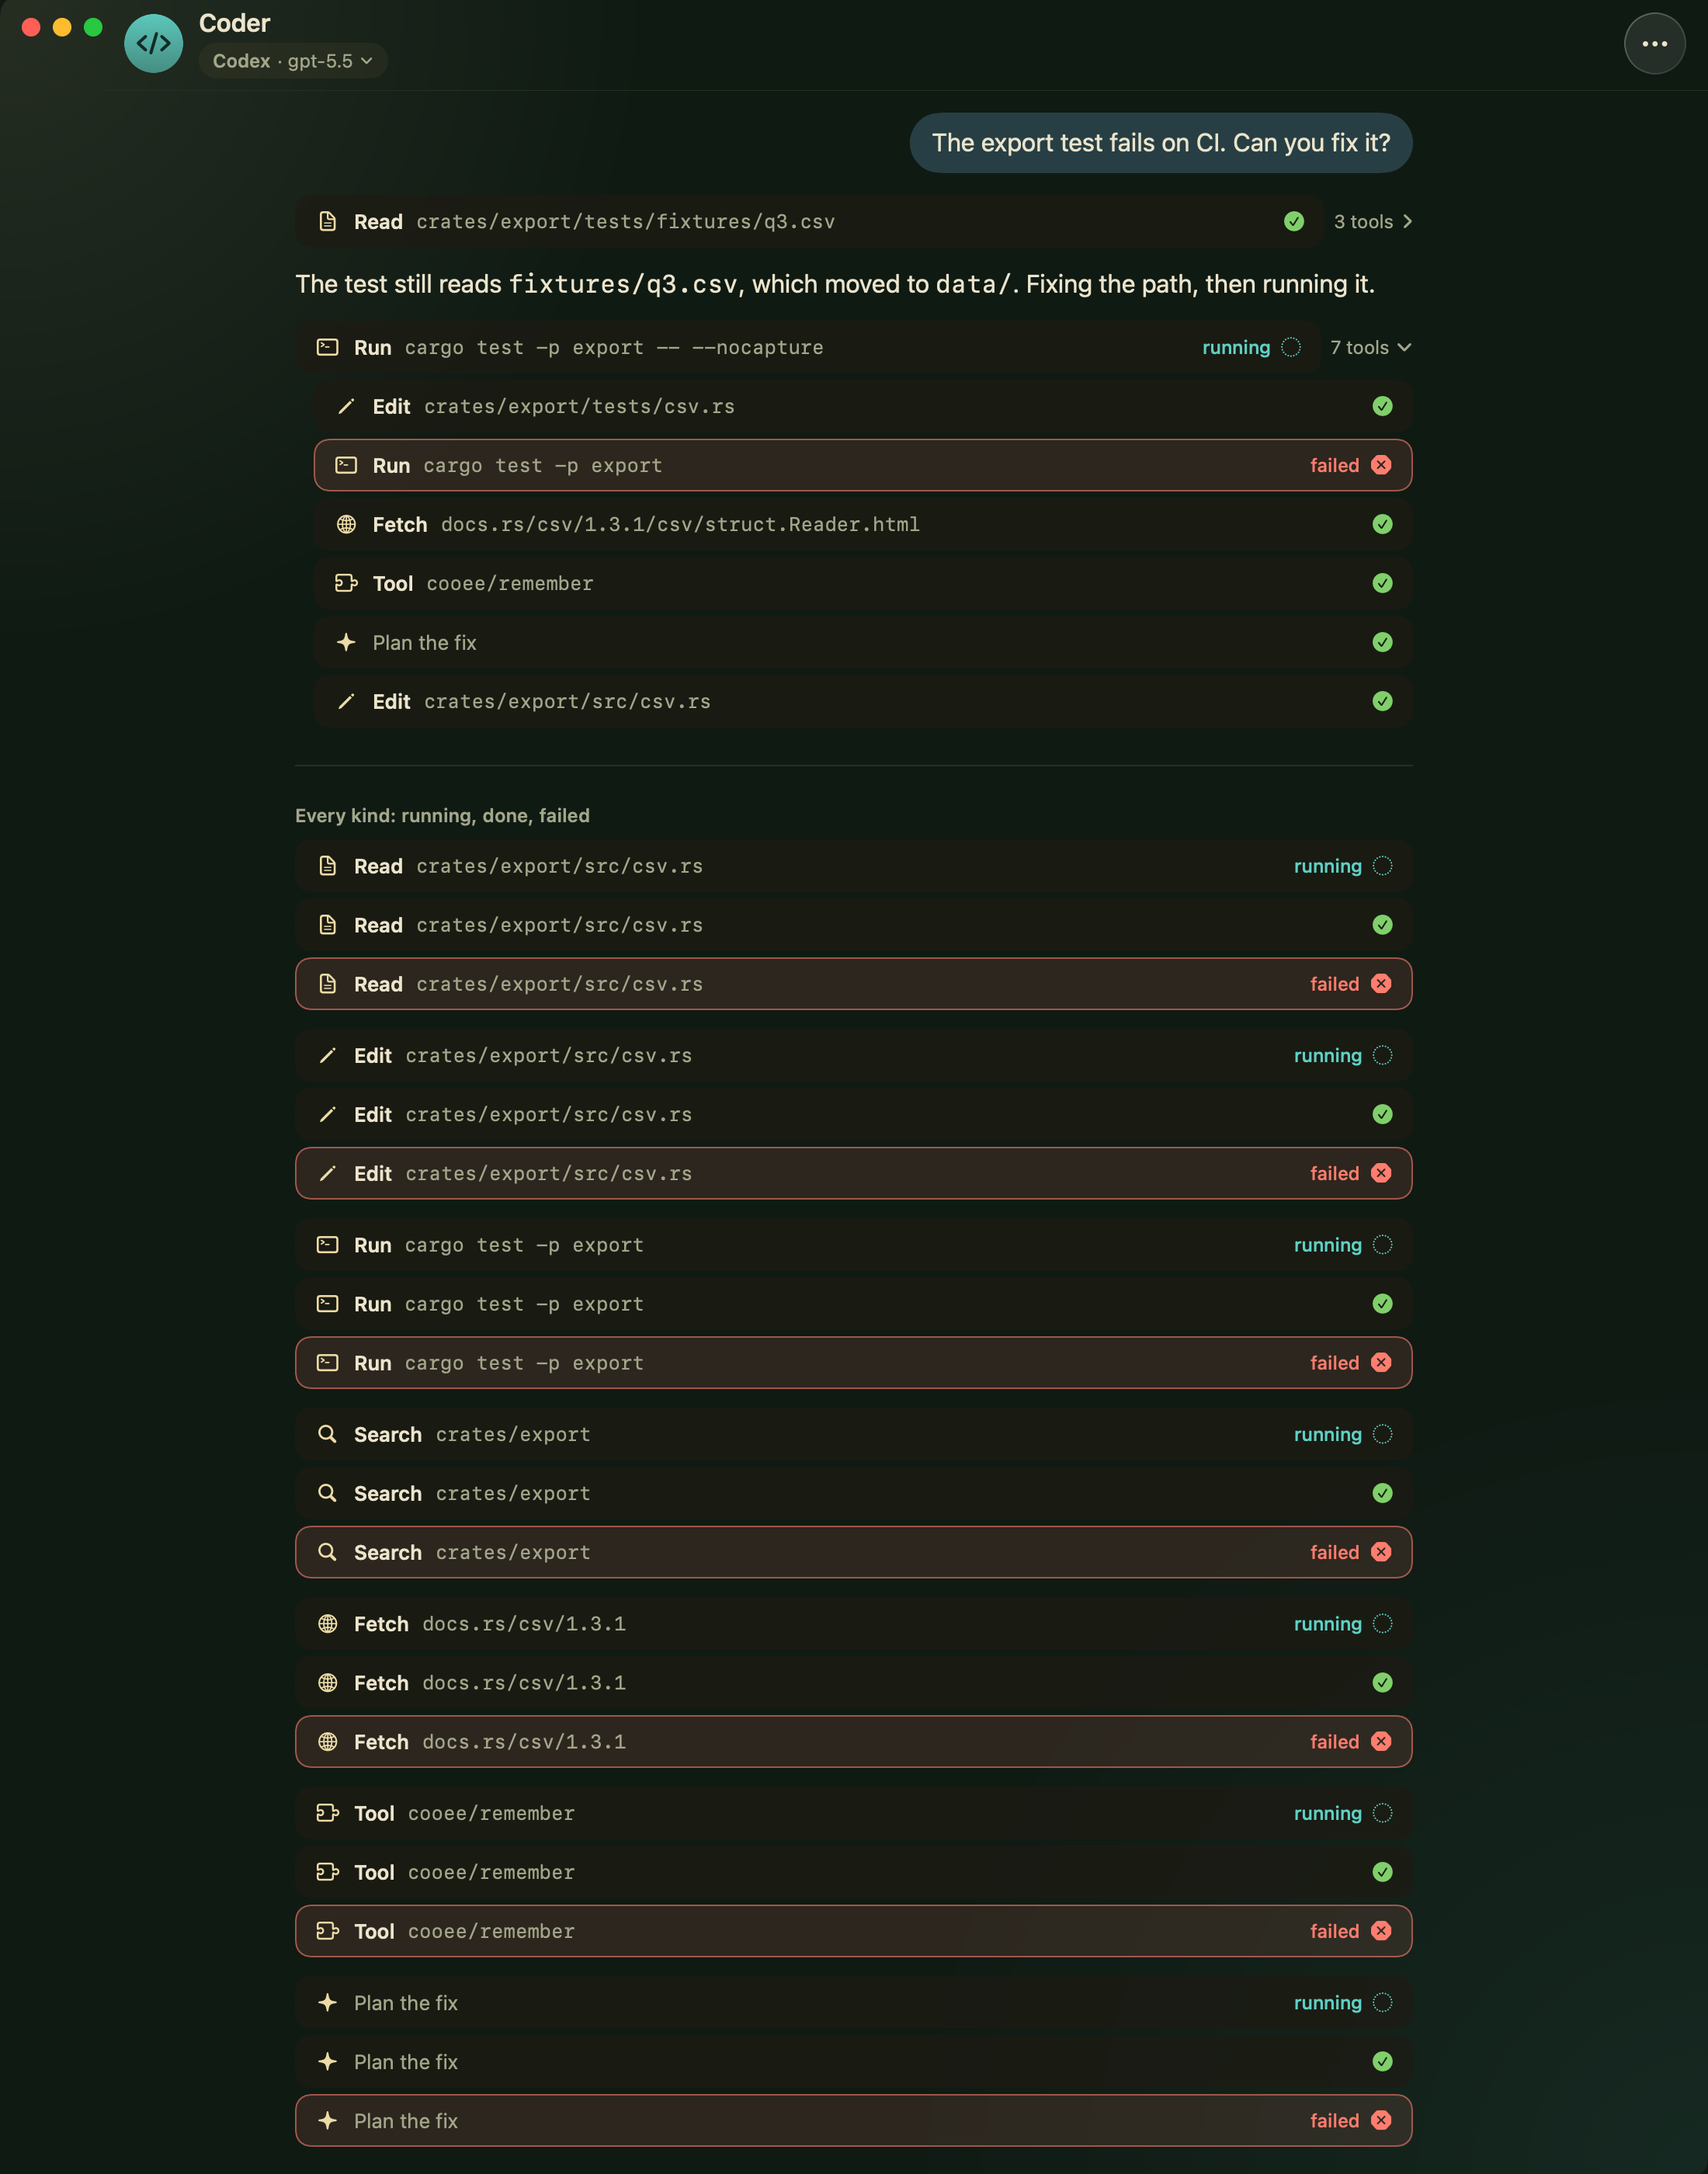 Coder
Codex · gpt-5.5
The export test fails on CI. Can you fix it?
Read crates/export/tests/fixtures/q3.csv 3 tools
The test still reads fixtures/q3.csv, which moved to data/. Fixing the path, then running it.
Run cargo test -p export -- --nocapture running 7 tools
Edit crates/export/tests/csv.rs
Run cargo test -p export failed
Fetch docs.rs/csv/1.3.1/csv/struct.Reader.html
Tool cooee/remember
Plan the fix
Edit crates/export/src/csv.rs
Every kind: running, done, failed
Read crates/export/src/csv.rs running
Read crates/export/src/csv.rs
Read crates/export/src/csv.rs failed
Edit crates/export/src/csv.rs running
Edit crates/export/src/csv.rs
Edit crates/export/src/csv.rs failed
Run cargo test -p export running
Run cargo test -p export
Run cargo test -p export failed
Search crates/export running
Search crates/export
Search crates/export failed
Fetch docs.rs/csv/1.3.1 running
Fetch docs.rs/csv/1.3.1
Fetch docs.rs/csv/1.3.1 failed
Tool cooee/remember running
Tool cooee/remember
Tool cooee/remember failed
Plan the fix running
Plan the fix
Plan the fix failed